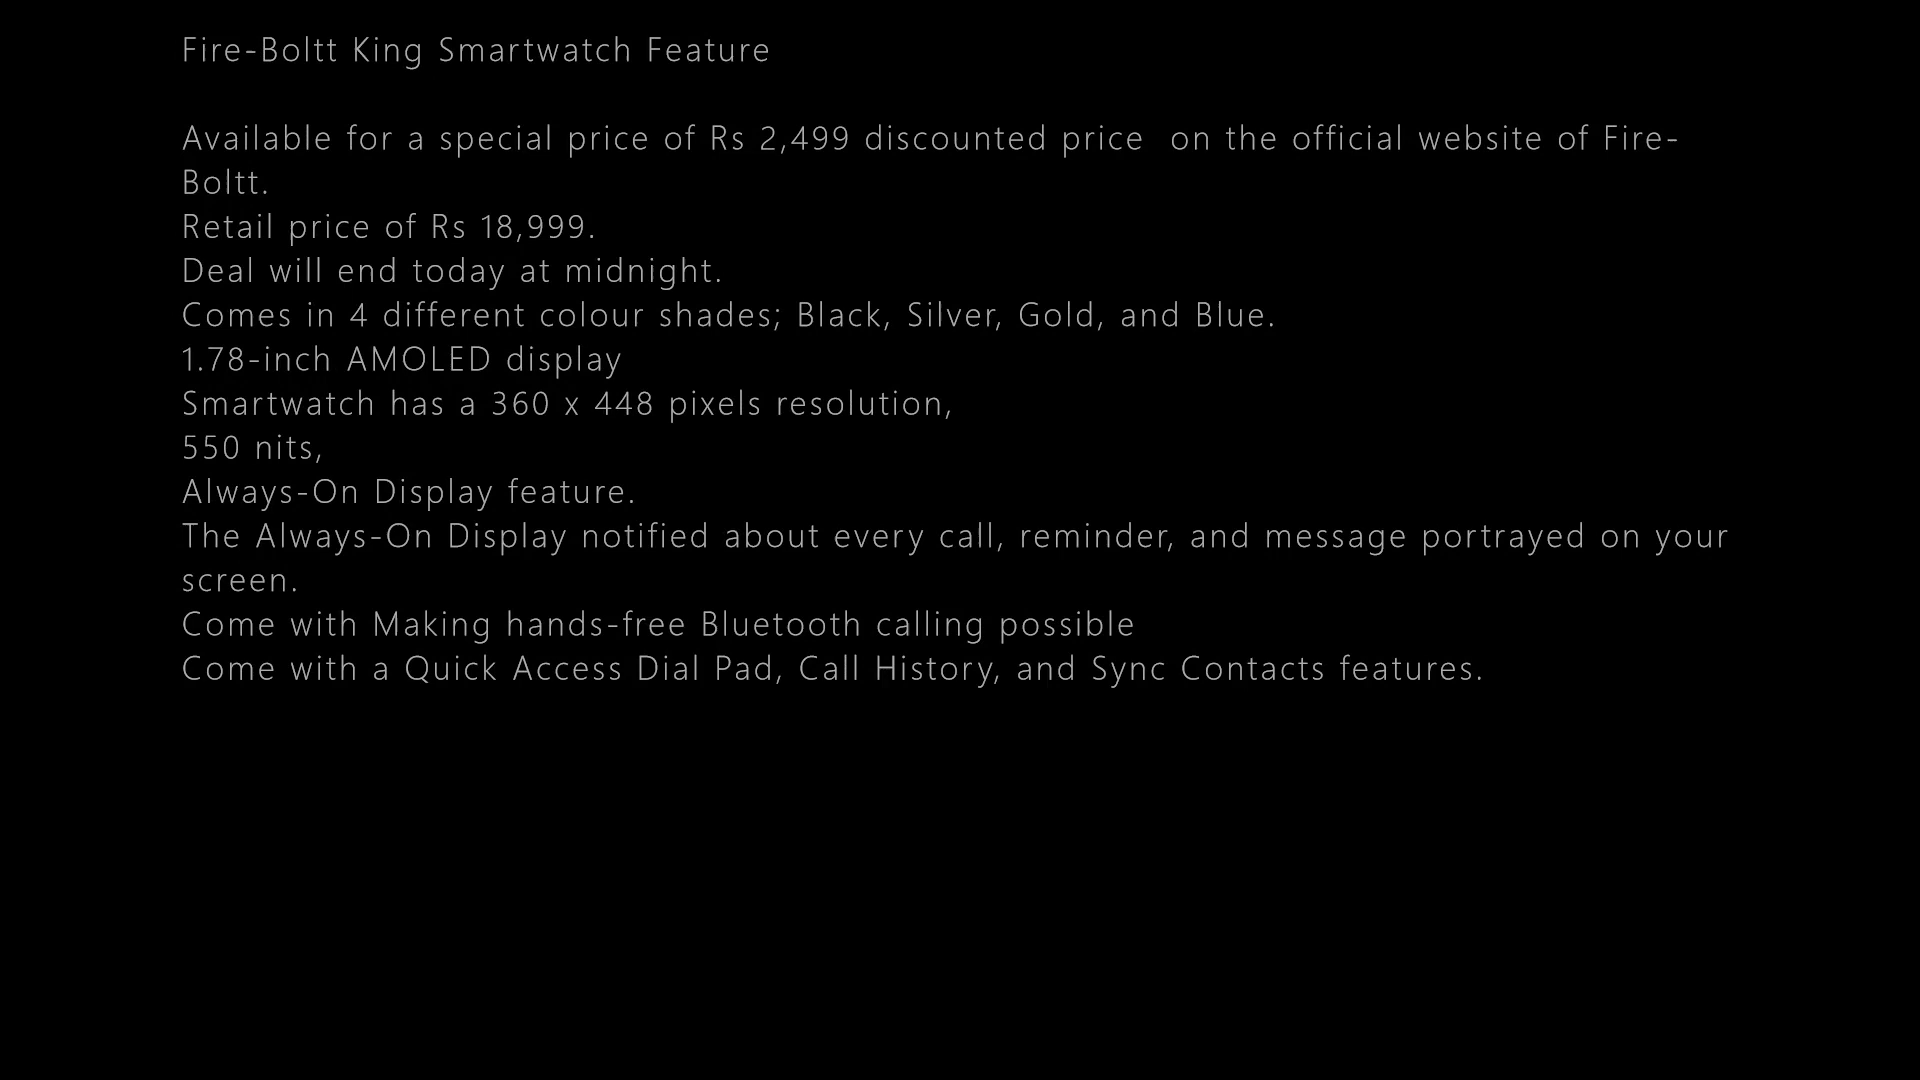 Fire-Boltt King Smartwatch Feature
Available for a special price of Rs 2,499 discounted price  on the official website of Fire-
Boltt.
Retail price of Rs 18,999.
Deal will end today at midnight.
Comes in 4 different colour shades; Black, Silver, Gold, and Blue.
1.78-inch AMOLED display
Smartwatch has a 360 x 448 pixels resolution,
550 nits,
Always-On Display feature.
The Always-On Display notified about every call, reminder, and message portrayed on your
screen.
Come with Making hands-free Bluetooth calling possible
Come with a Quick Access Dial Pad, Call History, and Sync Contacts features.